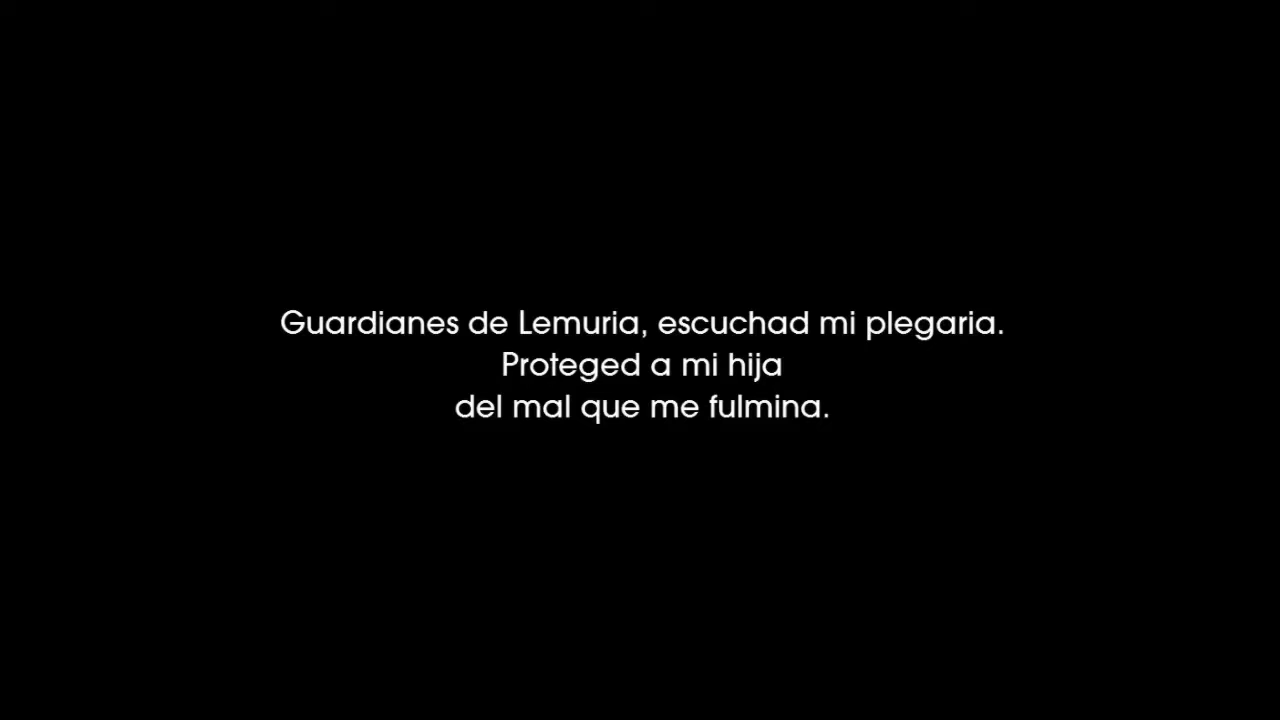 Guardianes de Lemuria, escuchad mi plegaria.
Proteged a mi hija
del mal que me fulmina.